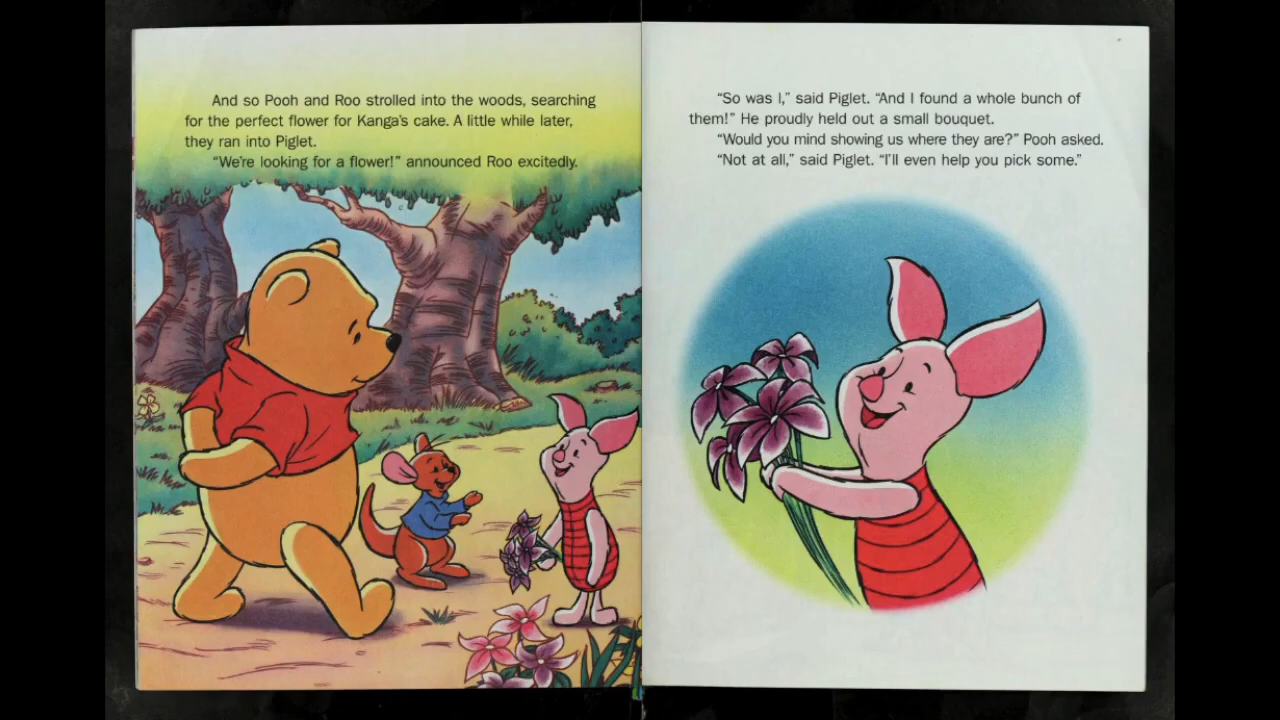 And so Pooh and Roo strolled into the woods, searching
for the perfect flower for Kanga's cake. A little while later,
they ran into Piglet.
“We're looking for a flower!” announced Roo excitedly.
“So was I,” said Piglet. “And I found a whole bunch of
them!” He proudly held out a small bouquet.
“Would you mind showing us where they are?” Pooh asked.
“Not at all,” said Piglet. “I'll even help you pick some.”